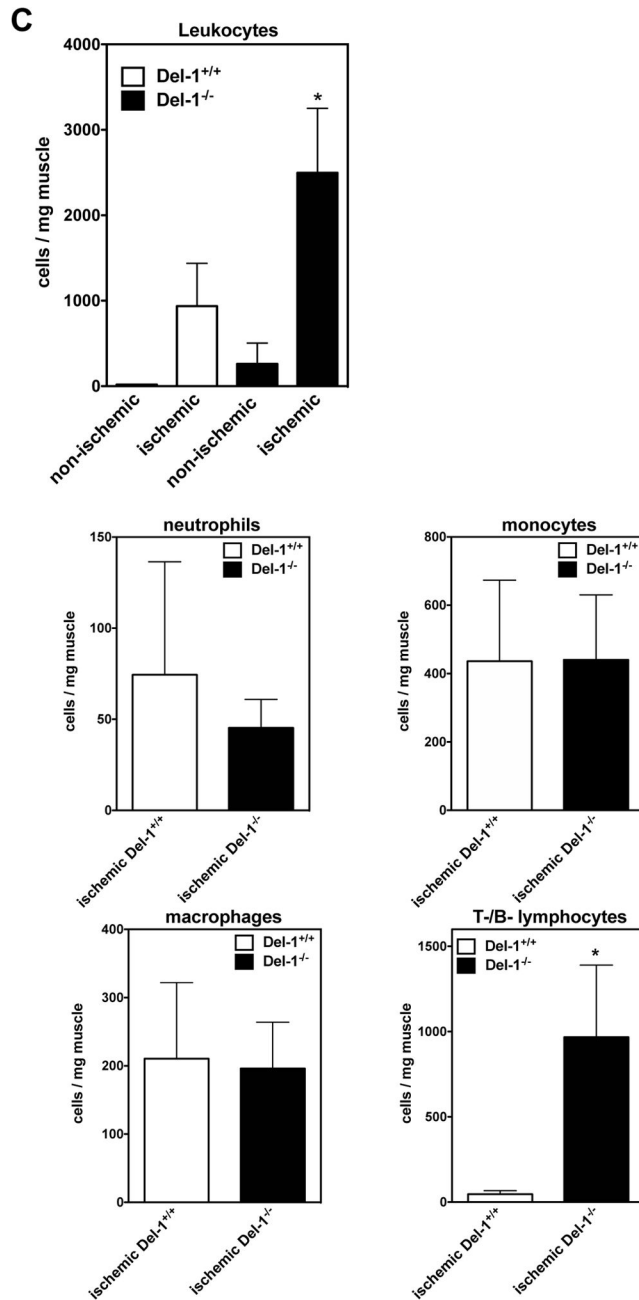 C
Leukocytes
4000
3000
2000
1000
0
cells / mg muscle
Del-1+/+
Del-1-/-
*
non-ischemic
ischemic
non-ischemic
ischemic
neutrophils
150
100
50
0
cells / mg muscle
Del-1+/+
Del-1-/-
ischemic Del-1+/+
ischemic Del-1-/-
monocytes
800
600
400
200
0
cells / mg muscle
Del-1+/+
Del-1-/-
ischemic Del-1+/+
ischemic Del-1-/-
macrophages
400
300
200
100
0
cells / mg muscle
Del-1+/+
Del-1-/-
ischemic Del-1+/+
ischemic Del-1-/-
T-/B- lymphocytes
1500
1000
500
0
cells / mg muscle
Del-1+/+
Del-1-/-
*
ischemic Del-1+/+
ischemic Del-1-/-